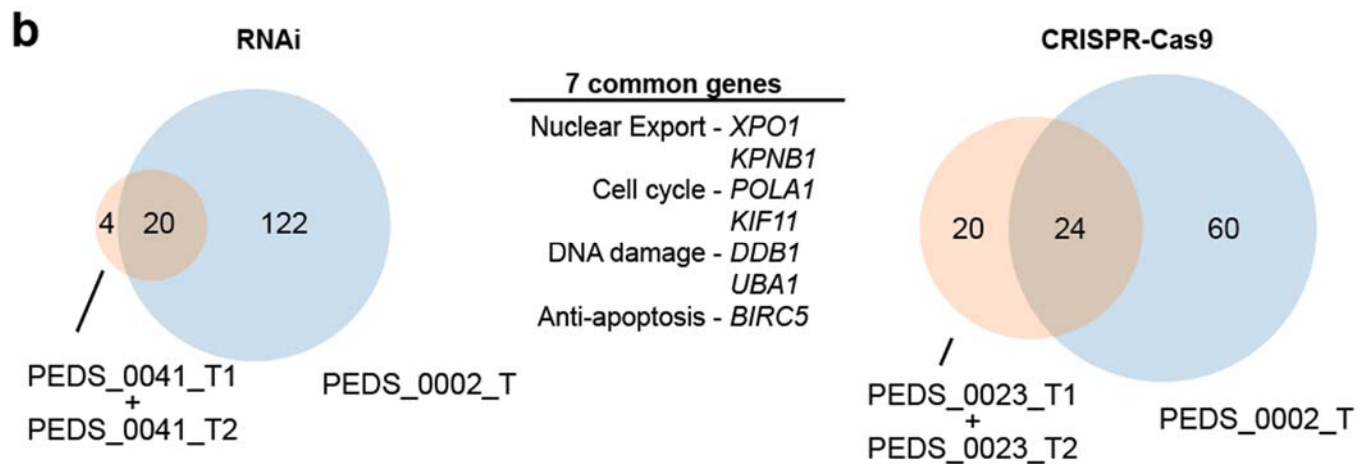 b
RNAi
4
20
122
PEDS_0041_T1
+
PEDS_0041_T2
PEDS_0002_T
7 common genes
Nuclear Export - XPO1
KPNB1
Cell cycle - POLA1
KIF11
DNA damage - DDB1
UBA1
Anti-apoptosis - BIRC5
CRISPR-Cas9
20
24
60
PEDS_0023_T1
+
PEDS_0023_T2
PEDS_0002_T